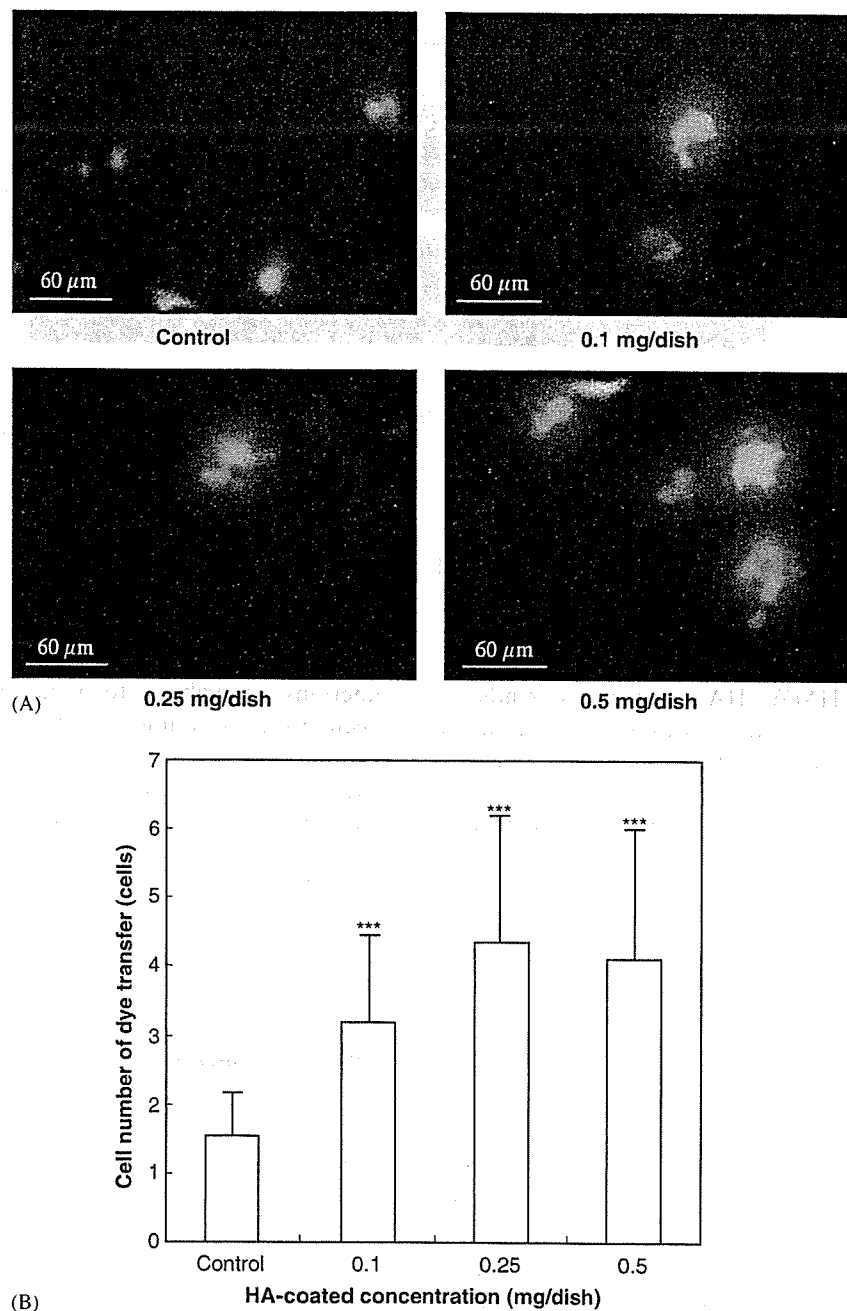 60 μm
60 μm
Control
0.1 mg/dish
60 μm
60 μm
(A)
0.25 mg/dish
0.5 mg/dish
7
6
5
4
3
2
1
0
Cell number of dye transfer (cells)
***
***
***
Control
0.1
0.25
0.5
HA-coated concentration (mg/dish)
(B)